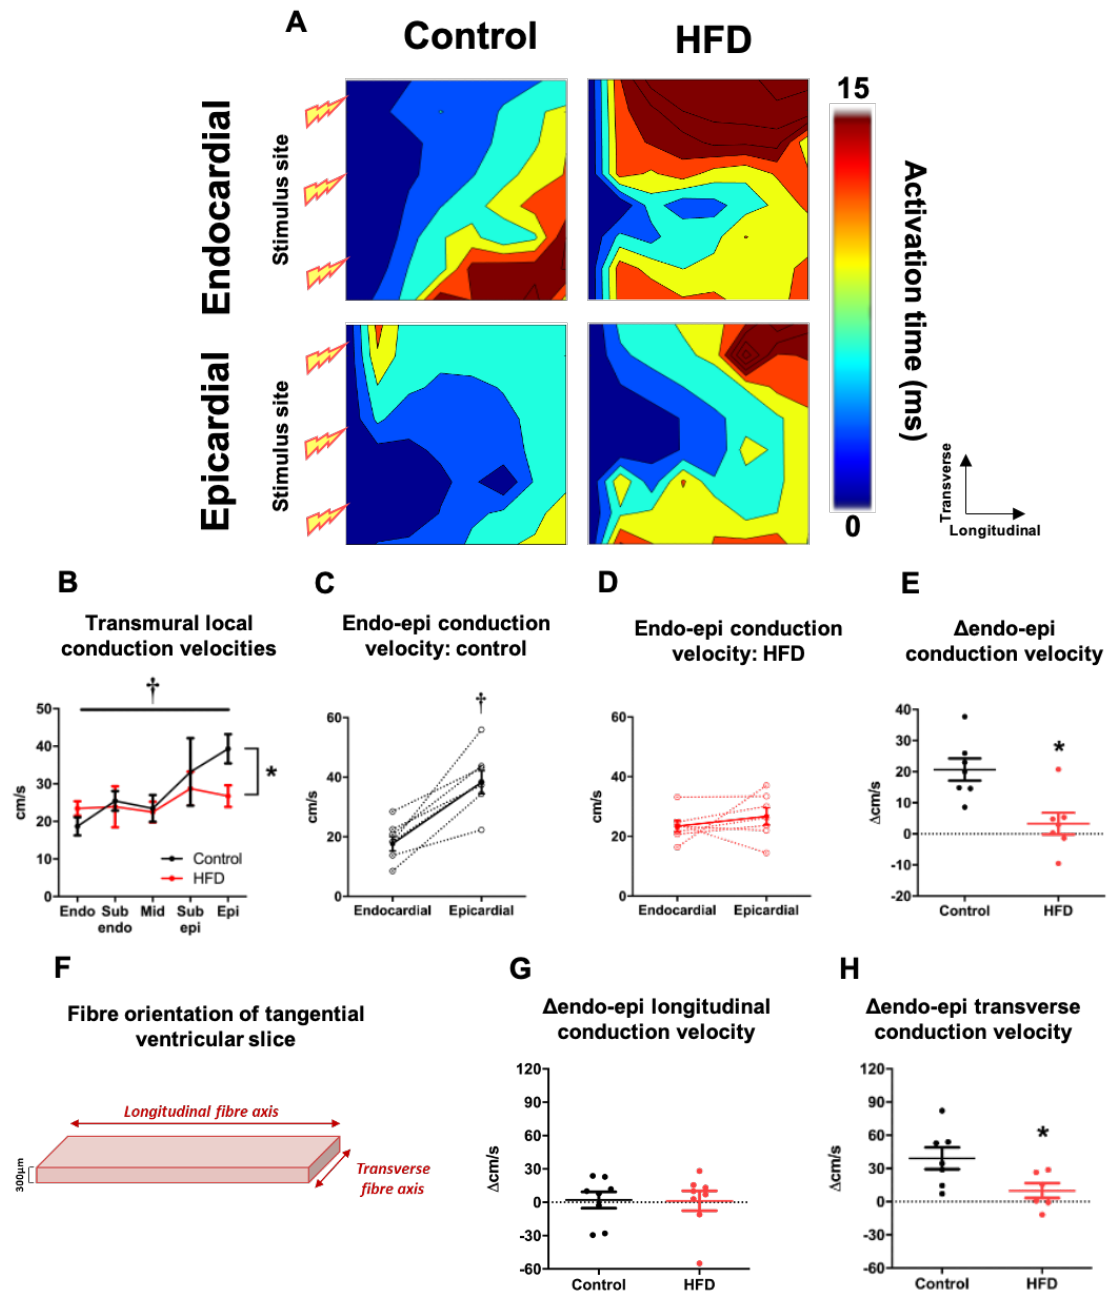 A
Control
HFD
Endocardial
Stimulus site
Epicardial
Stimulus site
15
0
Activation time (ms)
Transverse
Longitudinal
B
Transmural local
conduction velocities
†
50
40
30
20
10
0
cm/s
*
Control
HFD
Endo
Sub
endo
Mid
Sub
epi
Epi
C
Endo-epi conduction
velocity: control
†
60
40
20
0
cm/s
Endocardial
Epicardial
D
Endo-epi conduction
velocity: HFD
60
40
20
0
cm/s
Endocardial
Epicardial
E
Δendo-epi
conduction velocity
40
30
20
10
0
-10
-20
Δcm/s
*
Control
HFD
F
Fibre orientation of tangential
ventricular slice
Longitudinal fibre axis
Transverse
fibre axis
300μm
G
Δendo-epi longitudinal
conduction velocity
120
90
60
30
0
-30
-60
Δcm/s
Control
HFD
H
Δendo-epi transverse
conduction velocity
120
90
60
30
0
-30
-60
Δcm/s
*
Control
HFD